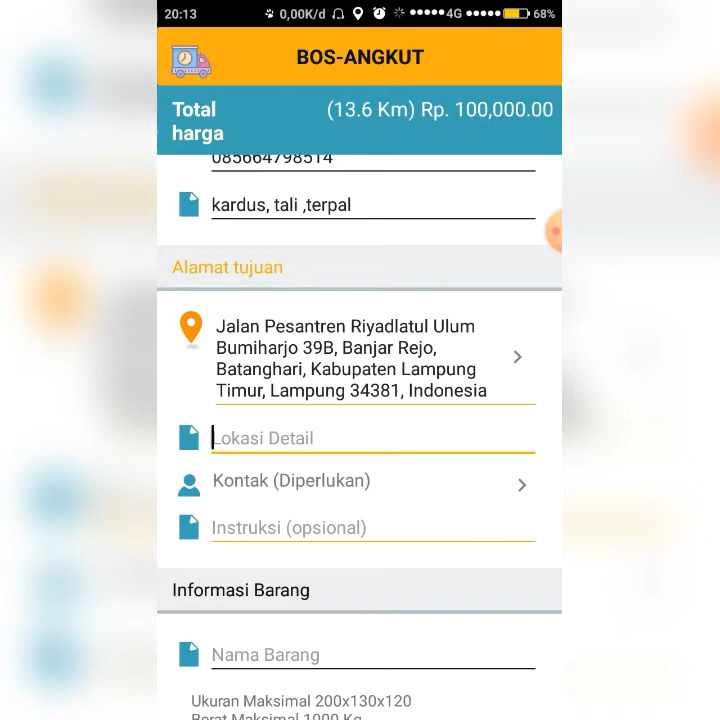 20:13 0,00K/d 4G 68%
BOS-ANGKUT
Total harga (13.6 Km) Rp. 100,000.00
085664798514
kardus, tali ,terpal
Alamat tujuan
Jalan Pesantren Riyadlatul Ulum
Bumiharjo 39B, Banjar Rejo,
Batanghari, Kabupaten Lampung
Timur, Lampung 34381, Indonesia
Lokasi Detail
Kontak (Diperlukan)
Instruksi (opsional)
Informasi Barang
Nama Barang
Ukuran Maksimal 200x130x120
Berat Maksimal 1000 Kg